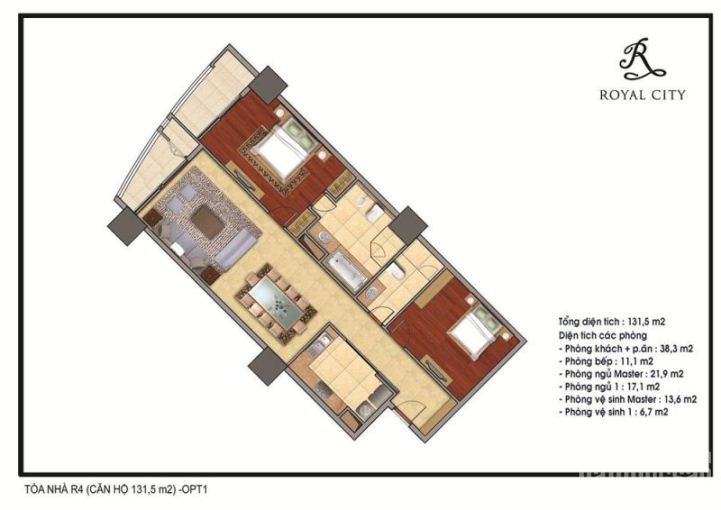 R
ROYAL CITY
Tổng diện tích : 131,5 m2
Diện tích các phòng
- Phòng khách + p.ăn : 38,3 m2
- Phòng bếp : 11,1 m2
- Phòng ngủ Master : 21,9 m2
- Phòng ngủ 1 : 17,1 m2
- Phòng vệ sinh Master : 13,6 m2
- Phòng vệ sinh 1 : 6,7 m2
TÒA NHÀ R4 (CĂN HỘ 131,5 m2) -OPT1